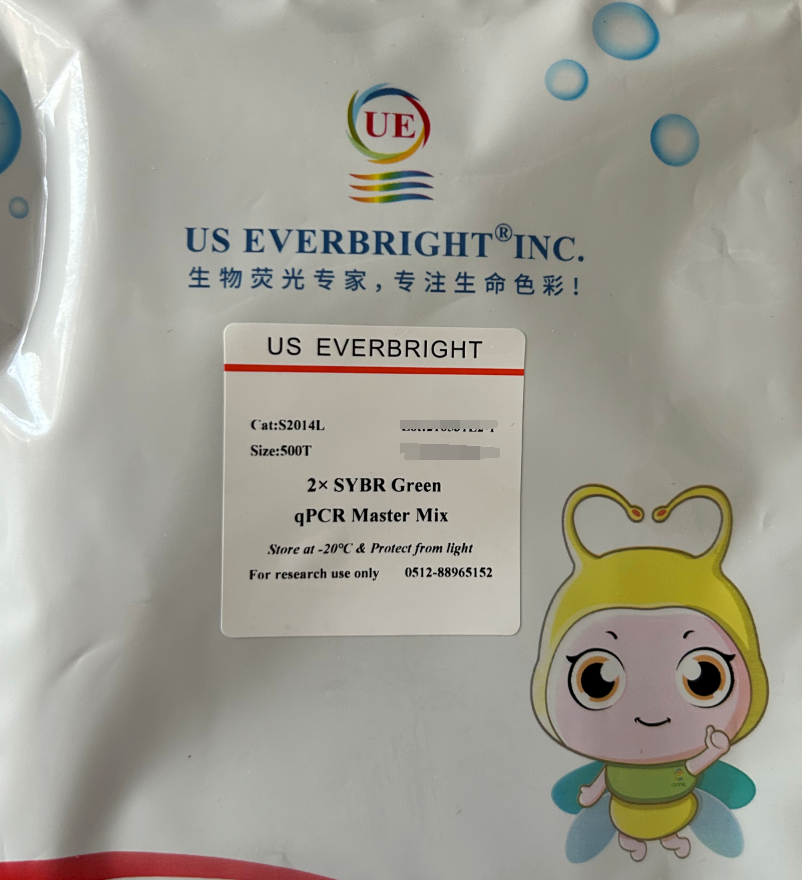 UE
US EVERBRIGHT®INC.
生物荧光专家,专注生命色彩!
US EVERBRIGHT
Cat:S2014L
Size:500T
2× SYBR Green
qPCR Master Mix
Store at -20°C & Protect from light
For research use only 0512-88965152